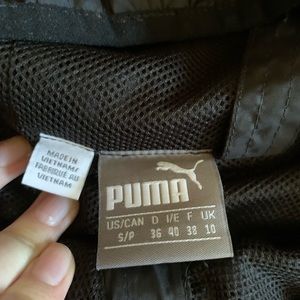 MADE IN
VIETNAM/
FABRIQUÉ AU
VIETNAM
PUMA
US/CAN D I/E F UK
S/P 36 40 38 10